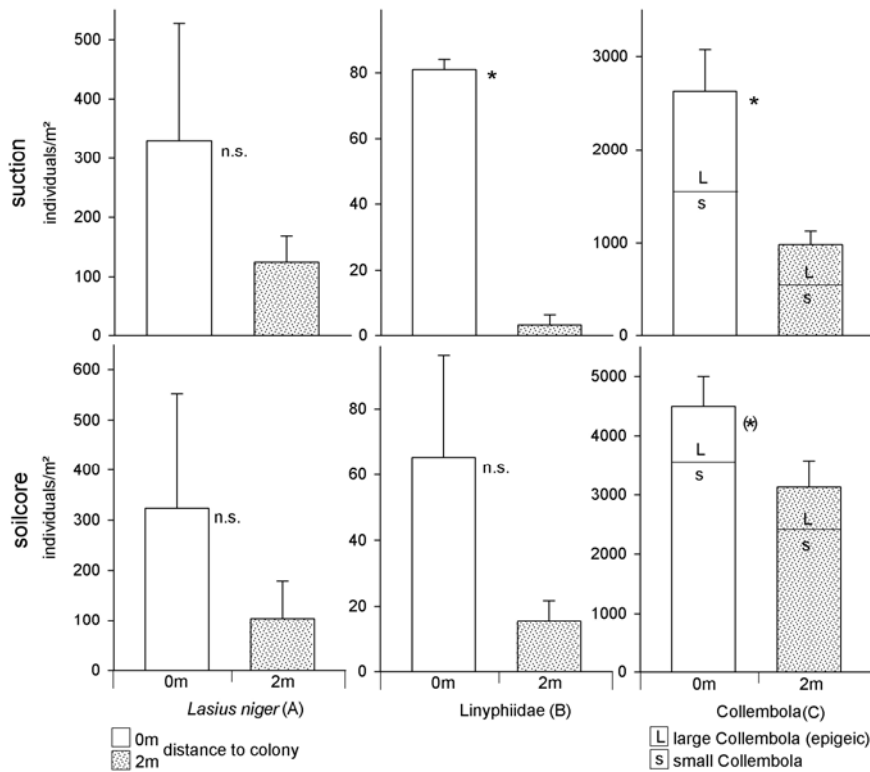 suction
individuals/m²
500
400
300
200
100
0
n.s.
80
60
40
20
0
*
3000
2000
1000
0
L
s
*
L
s
soilcore
individuals/m²
600
500
400
300
200
100
0
n.s.
80
60
40
20
0
n.s.
5000
4000
3000
2000
1000
0
L
s
(*)
L
s
0m 2m 0m 2m 0m 2m
Lasius niger (A) Linyphiidae (B) Collembola(C)
0m
2m
distance to colony
L large Collembola (epigeic)
s small Collembola